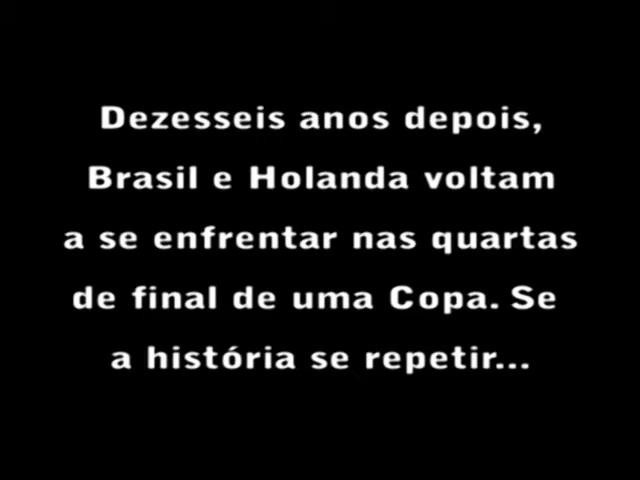 Dezesseis anos depois,
Brasil e Holanda voltam
a se enfrentar nas quartas
de final de uma Copa. Se
a história se repetir...